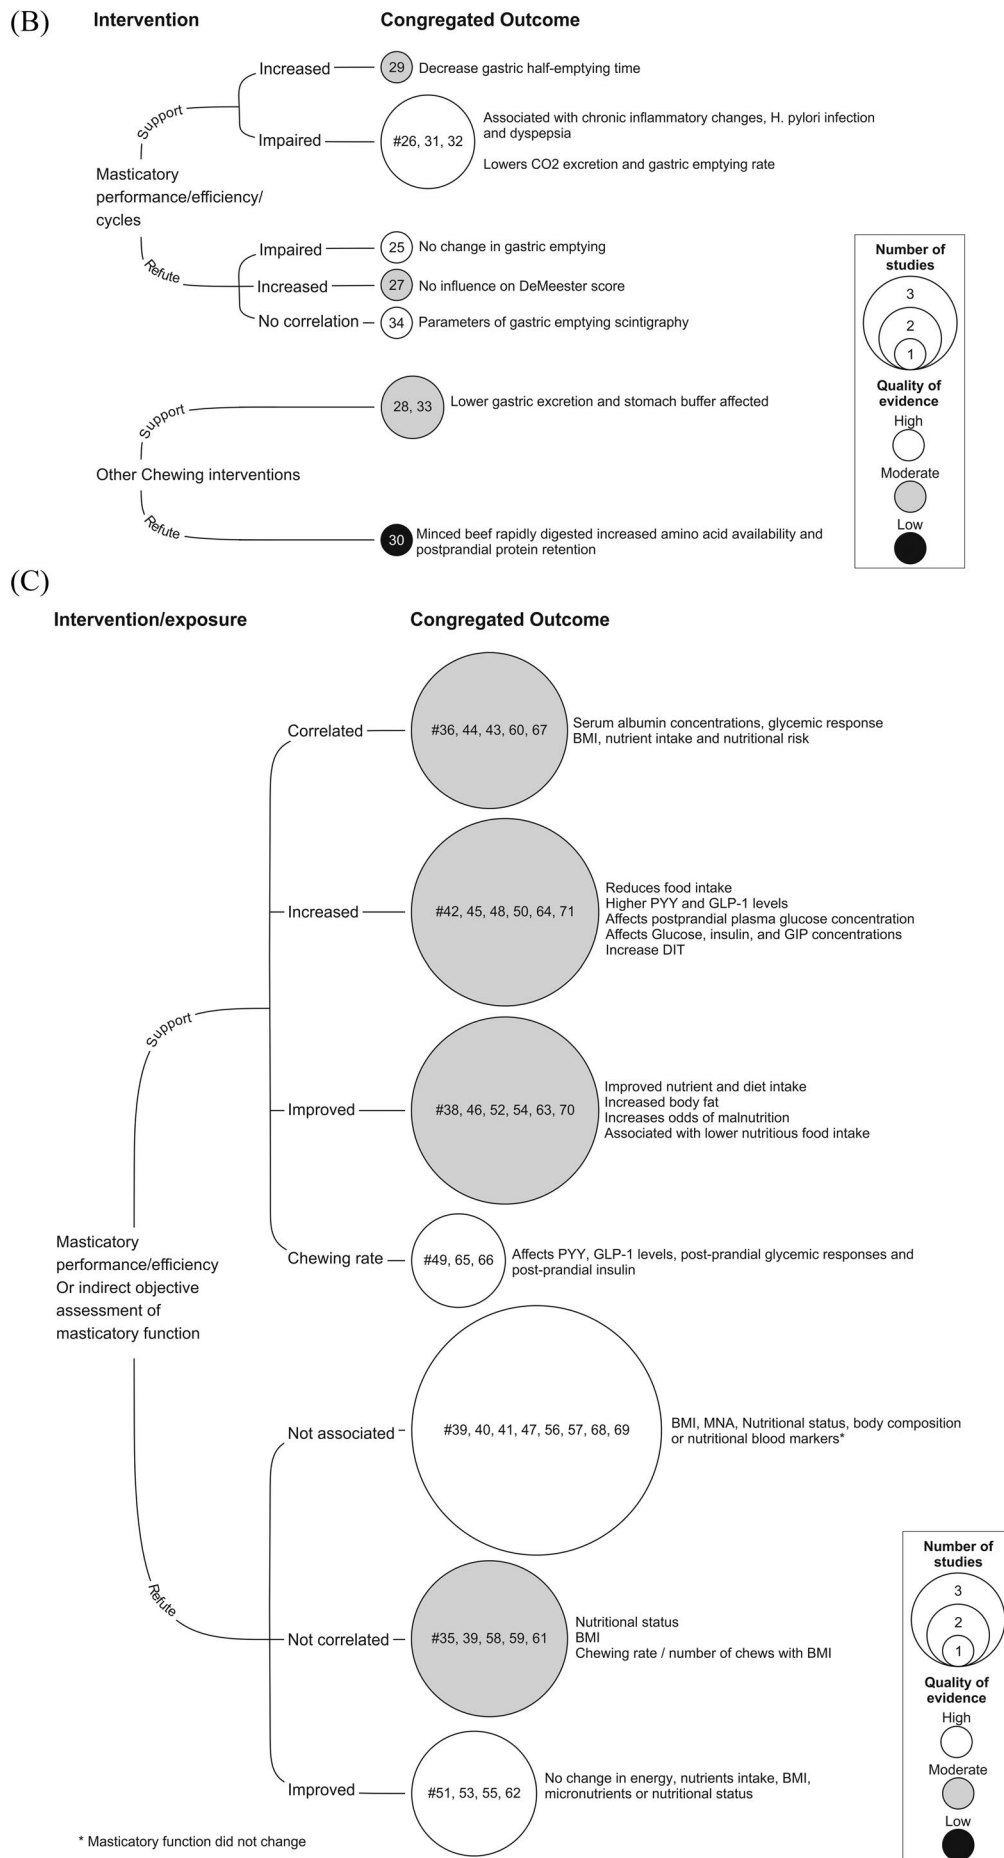 (B)
Intervention
Congregated Outcome
Increased
29
Decrease gastric half-emptying time
Support
Impaired
#26, 31, 32
Associated with chronic inflammatory changes, H. pylori infection
and dyspepsia
Lowers CO2 excretion and gastric emptying rate
Masticatory
performance/efficiency/
cycles
Refute
Impaired
25
No change in gastric emptying
Increased
27
No influence on DeMeester score
No correlation
34
Parameters of gastric emptying scintigraphy
Support
28, 33
Lower gastric excretion and stomach buffer affected
Other Chewing interventions
Refute
30
Minced beef rapidly digested increased amino acid availability and
postprandial protein retention
Number of
studies
3
2
1
Quality of
evidence
High
Moderate
Low
(C)
Intervention/exposure
Congregated Outcome
Correlated
#36, 44, 43, 60, 67
Serum albumin concentrations, glycemic response
BMI, nutrient intake and nutritional risk
Increased
#42, 45, 48, 50, 64, 71
Reduces food intake
Higher PYY and GLP-1 levels
Affects postprandial plasma glucose concentration
Affects Glucose, insulin, and GIP concentrations
Increase DIT
Support
Improved
#38, 46, 52, 54, 63, 70
Improved nutrient and diet intake
Increased body fat
Increases odds of malnutrition
Associated with lower nutritious food intake
Chewing rate
#49, 65, 66
Affects PYY, GLP-1 levels, post-prandial glycemic responses and
post-prandial insulin
Masticatory
performance/efficiency
Or indirect objective
assessment of
masticatory function
Not associated
#39, 40, 41, 47, 56, 57, 68, 69
BMI, MNA, Nutritional status, body composition
or nutritional blood markers*
Refute
Not correlated
#35, 39, 58, 59, 61
Nutritional status
BMI
Chewing rate / number of chews with BMI
Improved
#51, 53, 55, 62
No change in energy, nutrients intake, BMI,
micronutrients or nutritional status
* Masticatory function did not change
Number of
studies
3
2
1
Quality of
evidence
High
Moderate
Low